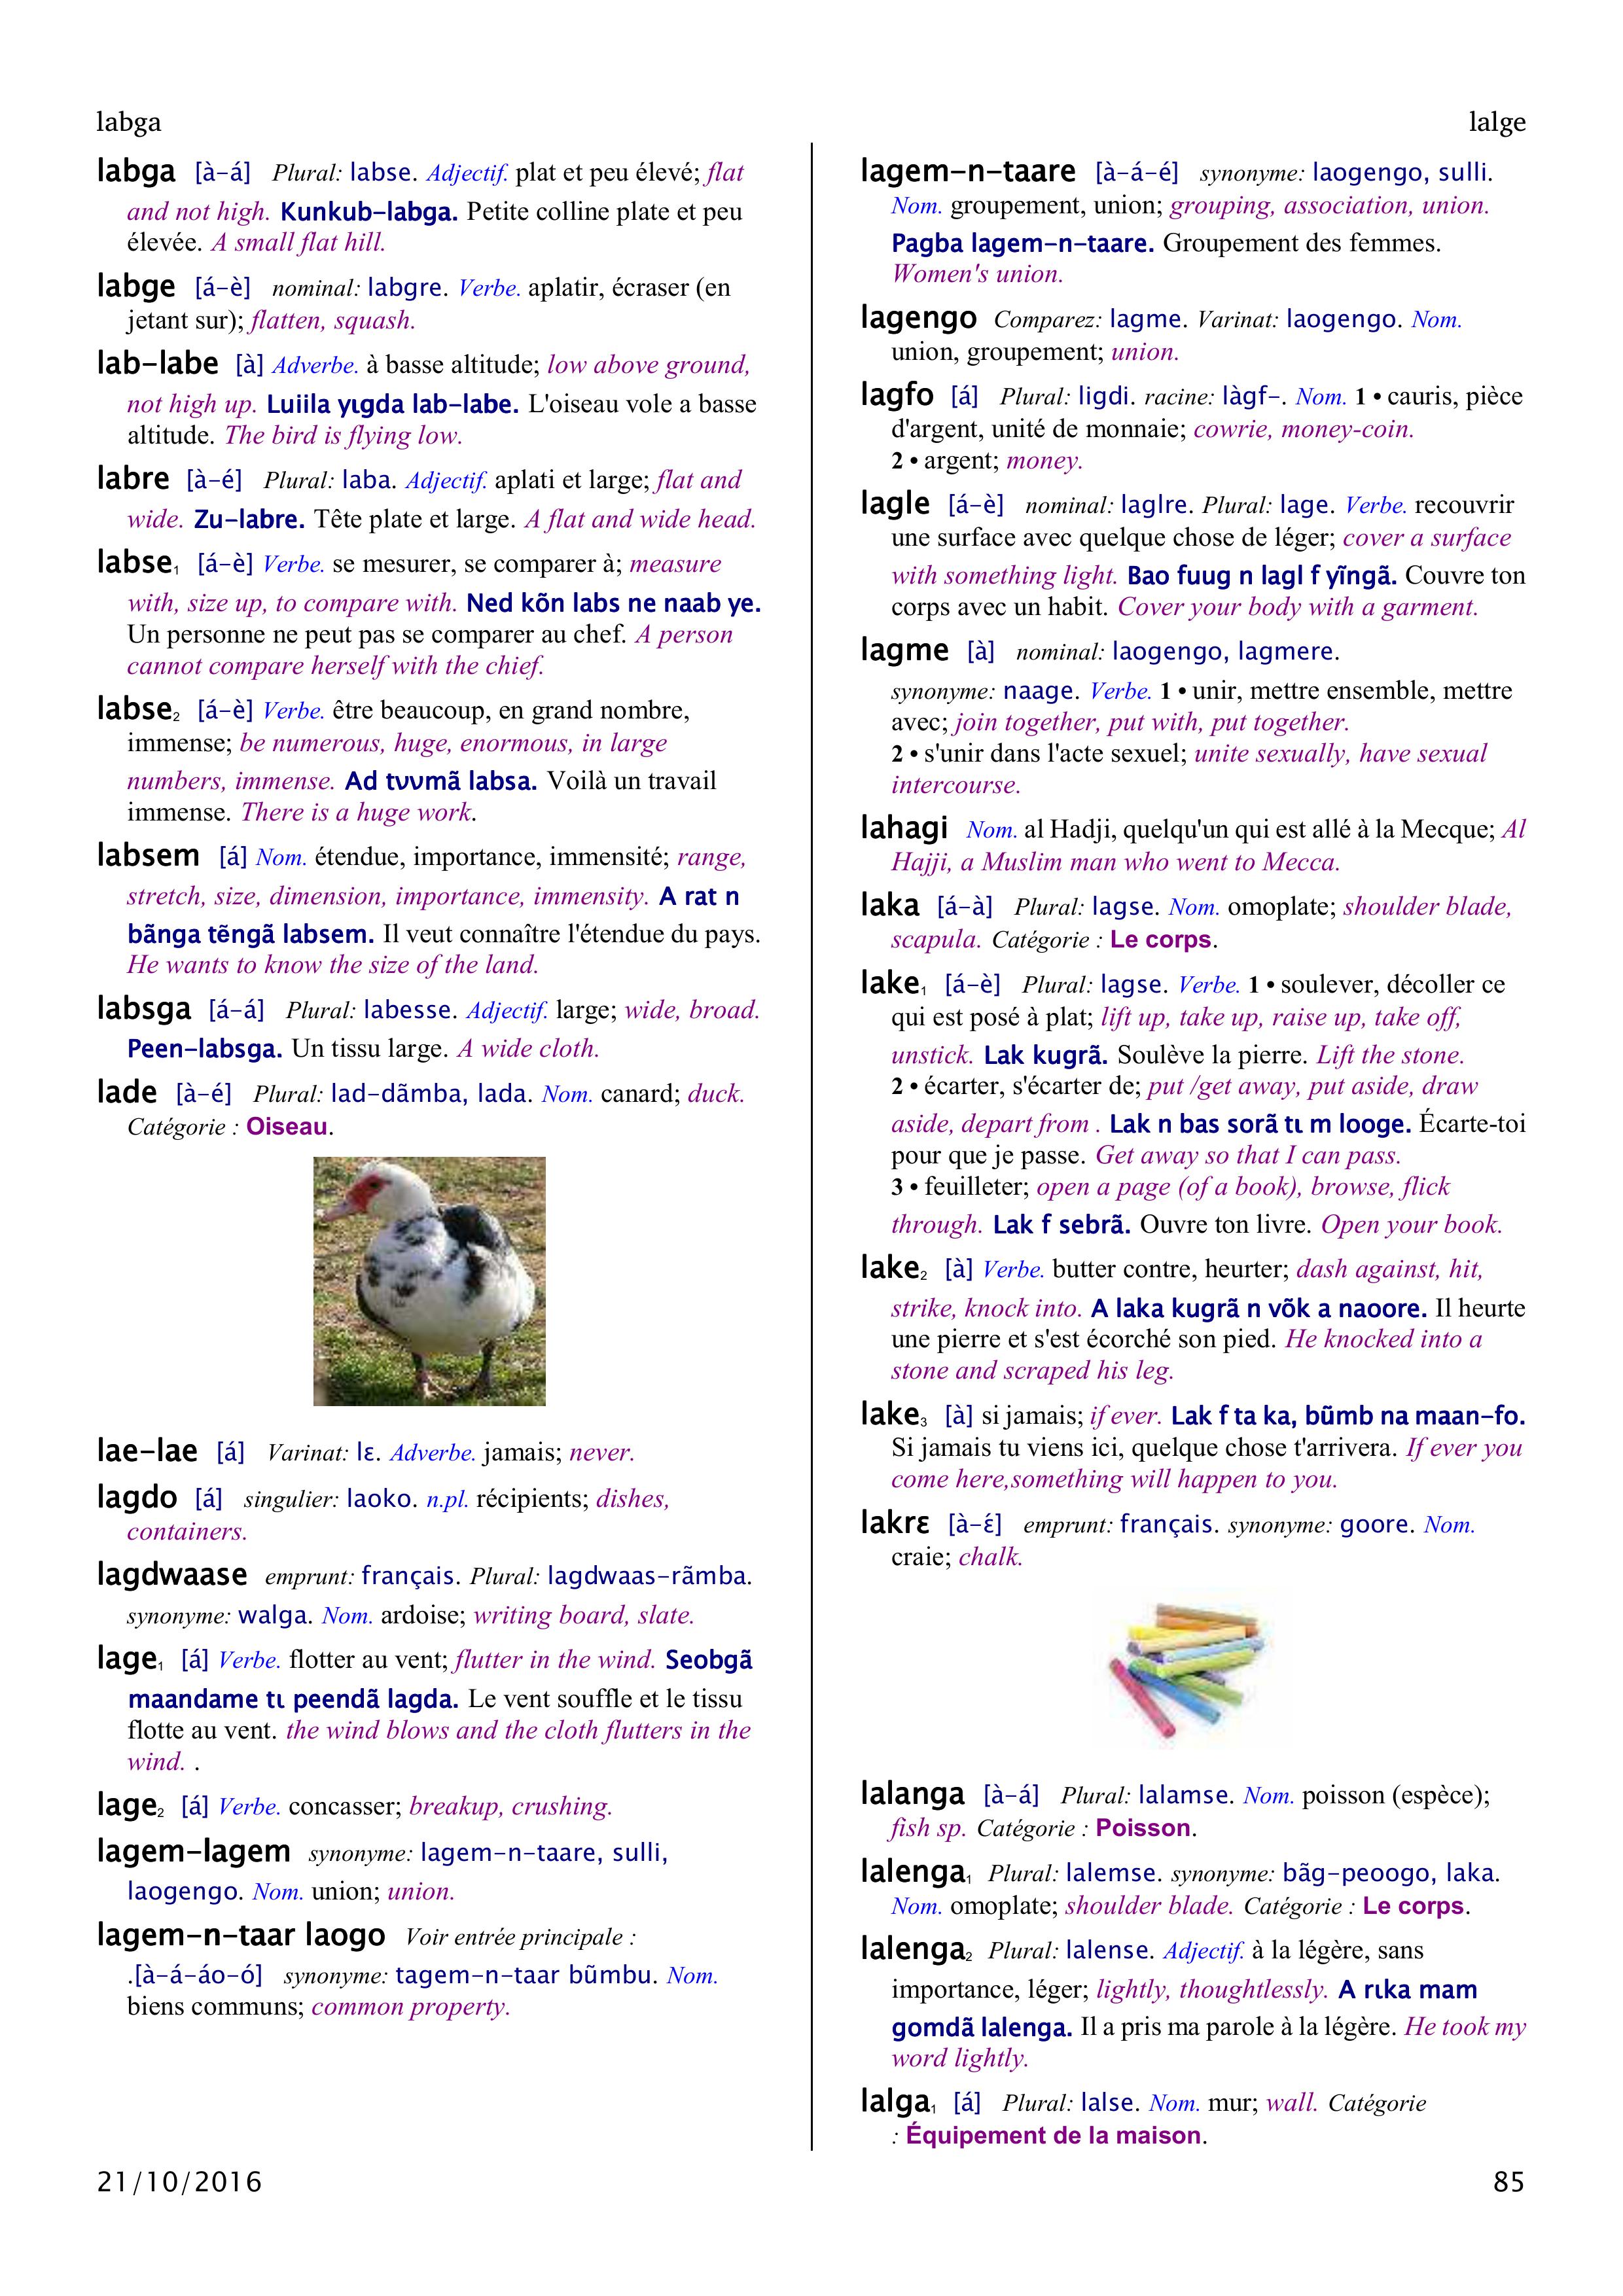 labga
lalge
labga [à-á] Plural: labse. Adjectif. plat et peu élevé; flat
and not high. Kunkub-labga. Petite colline plate et peu
élevée. A small flat hill.
labge [á-è] nominal: labgre. Verbe. aplatir, écraser (en
jetant sur); flatten, squash.
lab-labe [à] Adverbe. à basse altitude; low above ground,
not high up. Luiila yɩgda lab-labe. L'oiseau vole a basse
altitude. The bird is flying low.
labre [à-é] Plural: laba. Adjectif. aplati et large; flat and
wide. Zu-labre. Tête plate et large. A flat and wide head.
labse₁ [á-è] Verbe. se mesurer, se comparer à; measure
with, size up, to compare with. Ned kõn labs ne naab ye.
Un personne ne peut pas se comparer au chef. A person
cannot compare herself with the chief.
labse₂ [á-è] Verbe. être beaucoup, en grand nombre,
immense; be numerous, huge, enormous, in large
numbers, immense. Ad tʋʋmã labsa. Voilà un travail
immense. There is a huge work.
labsem [á] Nom. étendue, importance, immensité; range,
stretch, size, dimension, importance, immensity. A rat n
bãnga tẽngã labsem. Il veut connaître l'étendue du pays.
He wants to know the size of the land.
labsga [á-á] Plural: labesse. Adjectif. large; wide, broad.
Peen-labsga. Un tissu large. A wide cloth.
lade [à-é] Plural: lad-dãmba, lada. Nom. canard; duck.
Catégorie : Oiseau.
lae-lae [á] Varinat: lɛ. Adverbe. jamais; never.
lagdo [á] singulier: laoko. n.pl. récipients; dishes,
containers.
lagdwaase emprunt: français. Plural: lagdwaas-rãmba.
synonyme: walga. Nom. ardoise; writing board, slate.
lage₁ [á] Verbe. flotter au vent; flutter in the wind. Seobgã
maandame tɩ peendã lagda. Le vent souffle et le tissu
flotte au vent. the wind blows and the cloth flutters in the
wind. .
lage₂ [á] Verbe. concasser; breakup, crushing.
lagem-lagem synonyme: lagem-n-taare, sulli,
laogengo. Nom. union; union.
lagem-n-taar laogo Voir entrée principale :
.[à-á-áo-ó] synonyme: tagem-n-taar bũmbu. Nom.
biens communs; common property.
lagem-n-taare [à-á-é] synonyme: laogengo, sulli.
Nom. groupement, union; grouping, association, union.
Pagba lagem-n-taare. Groupement des femmes.
Women's union.
lagengo Comparez: lagme. Varinat: laogengo. Nom.
union, groupement; union.
lagfo [á] Plural: ligdi. racine: làgf-. Nom. 1 • cauris, pièce
d'argent, unité de monnaie; cowrie, money-coin.
2 • argent; money.
lagle [á-è] nominal: laglre. Plural: lage. Verbe. recouvrir
une surface avec quelque chose de léger; cover a surface
with something light. Bao fuug n lagl f yĩngã. Couvre ton
corps avec un habit. Cover your body with a garment.
lagme [à] nominal: laogengo, lagmere.
synonyme: naage. Verbe. 1 • unir, mettre ensemble, mettre
avec; join together, put with, put together.
2 • s'unir dans l'acte sexuel; unite sexually, have sexual
intercourse.
lahagi Nom. al Hadji, quelqu'un qui est allé à la Mecque; Al
Hajji, a Muslim man who went to Mecca.
laka [á-à] Plural: lagse. Nom. omoplate; shoulder blade,
scapula. Catégorie : Le corps.
lake₁ [á-è] Plural: lagse. Verbe. 1 • soulever, décoller ce
qui est posé à plat; lift up, take up, raise up, take off,
unstick. Lak kugrã. Soulève la pierre. Lift the stone.
2 • écarter, s'écarter de; put /get away, put aside, draw
aside, depart from . Lak n bas sorã tɩ m looge. Écarte-toi
pour que je passe. Get away so that I can pass.
3 • feuilleter; open a page (of a book), browse, flick
through. Lak f sebrã. Ouvre ton livre. Open your book.
lake₂ [à] Verbe. butter contre, heurter; dash against, hit,
strike, knock into. A laka kugrã n võk a naoore. Il heurte
une pierre et s'est écorché son pied. He knocked into a
stone and scraped his leg.
lake₃ [à] si jamais; if ever. Lak f ta ka, bũmb na maan-fo.
Si jamais tu viens ici, quelque chose t'arrivera. If ever you
come here,something will happen to you.
lakrɛ [à-ɛ́] emprunt: français. synonyme: goore. Nom.
craie; chalk.
lalanga [à-á] Plural: lalamse. Nom. poisson (espèce);
fish sp. Catégorie : Poisson.
lalenga₁ Plural: lalemse. synonyme: bãg-peoogo, laka.
Nom. omoplate; shoulder blade. Catégorie : Le corps.
lalenga₂ Plural: lalense. Adjectif. à la légère, sans
importance, léger; lightly, thoughtlessly. A rɩka mam
gomdã lalenga. Il a pris ma parole à la légère. He took my
word lightly.
lalga₁ [á] Plural: lalse. Nom. mur; wall. Catégorie
: Équipement de la maison.
21/10/2016
85